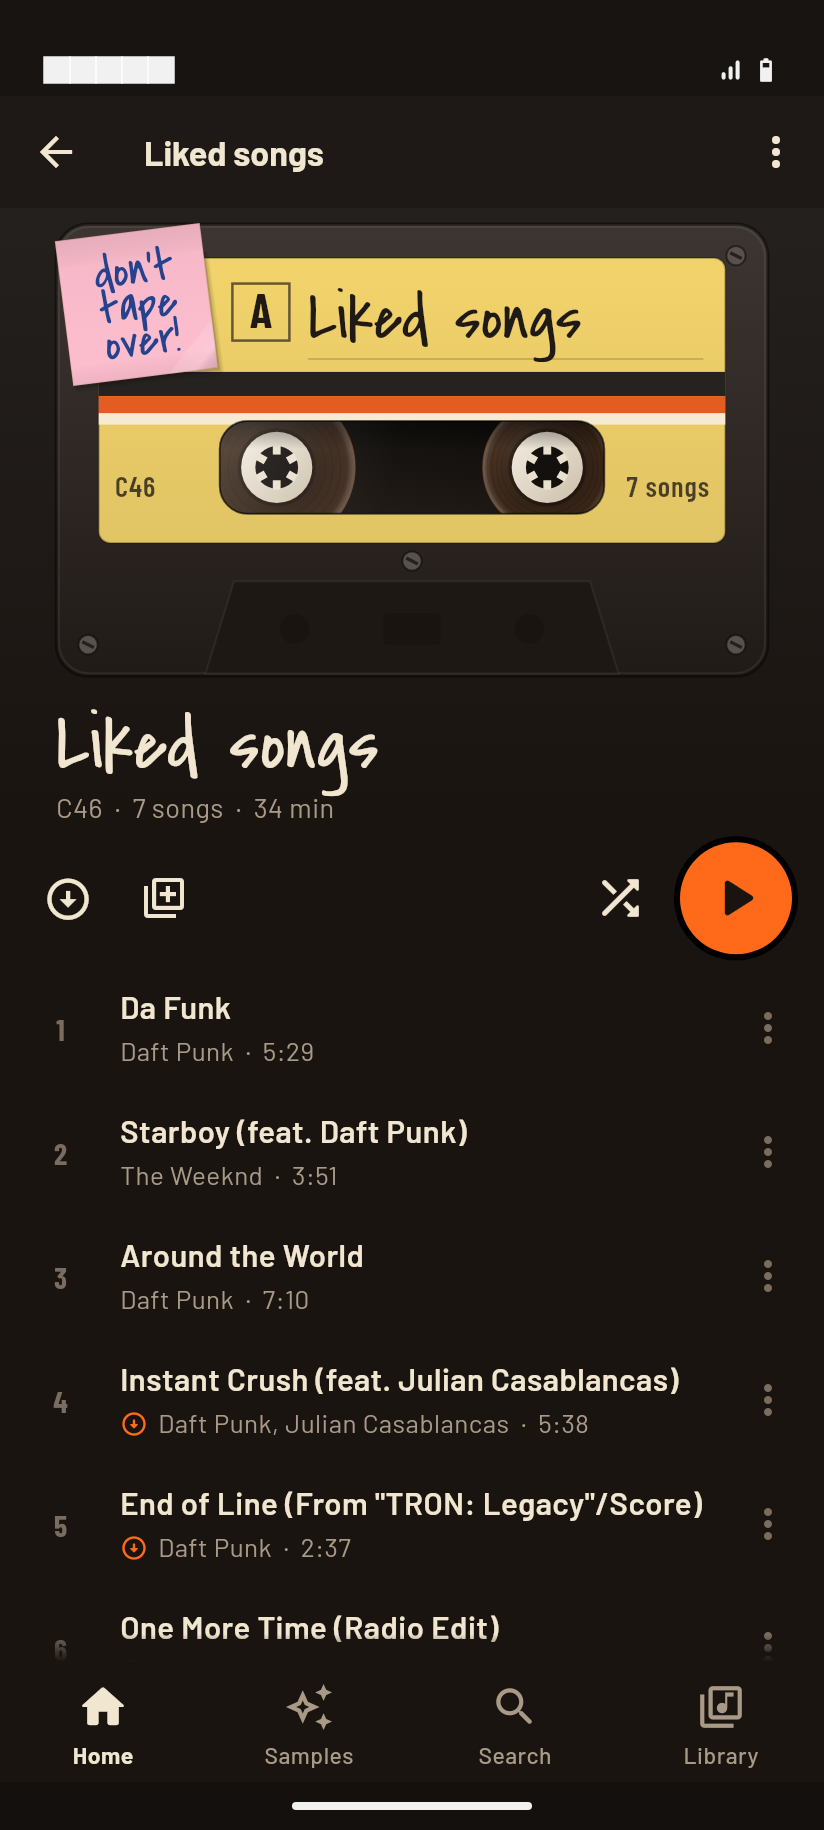 Liked songs
don't
tape
over!
A Liked songs
C46
7 songs
Liked songs
C46 · 7 songs · 34 min
1 Da Funk
Daft Punk · 5:29
2 Starboy (feat. Daft Punk)
The Weeknd · 3:51
3 Around the World
Daft Punk · 7:10
4 Instant Crush (feat. Julian Casablancas)
Daft Punk, Julian Casablancas · 5:38
5 End of Line (From "TRON: Legacy"/Score)
Daft Punk · 2:37
6 One More Time (Radio Edit)
Home Samples Search Library